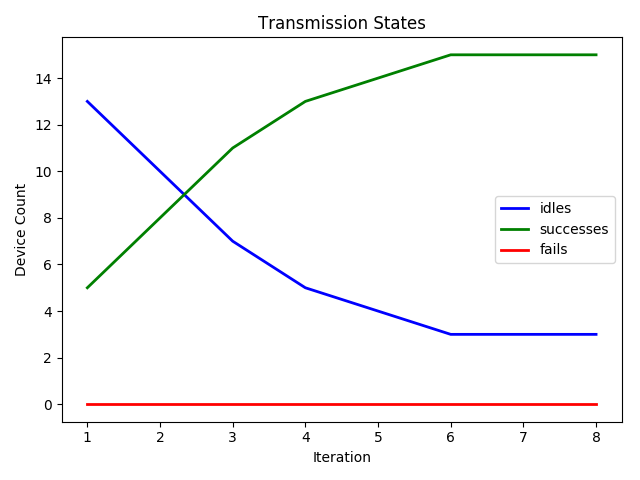 Transmission States
Device Count
14
12
10
8
6
4
2
0
idles
successes
fails
1 2 3 4 5 6 7 8
Iteration